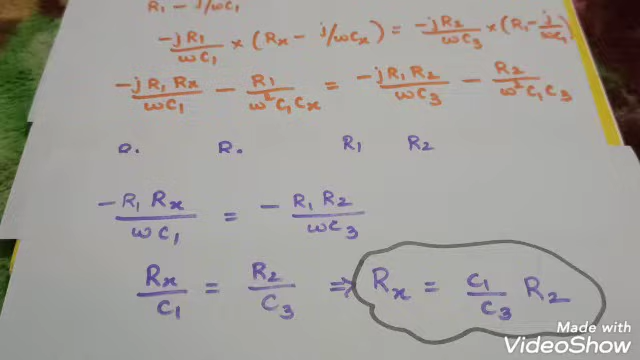 R1 - j/ωC1
-jR1/ωC1 × (Rx - j/ωCx) = -jR2/ωC3 × (R1 - j/ωC1)
-jR1Rx/ωC1 - R1/ω²C1Cx = -jR1R2/ωC3 - R2/ω²C1C3
R. R1 R2
-R1Rx/ωC1 = -R1R2/ωC3
Rx/C1 = R2/C3 ⇒ Rx = C1/C3 R2
Made with
VideoShow